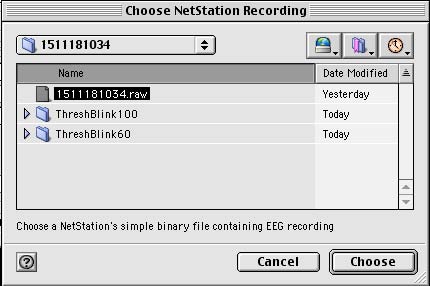 Choose NetStation Recording
1511181034
Name Date Modified
1511181034.raw Yesterday
ThreshBlink100 Today
ThreshBlink60 Today
Choose a NetStation's simple binary file containing EEG recording
? Cancel Choose